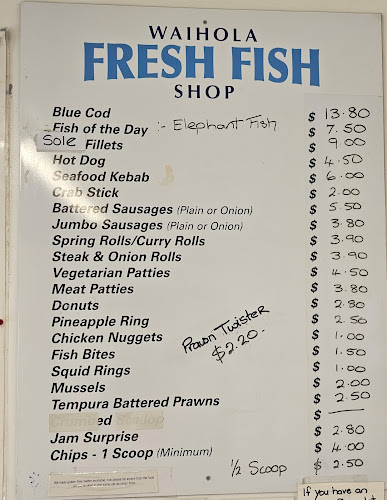 WAIHOLA
FRESH FISH
SHOP
Blue Cod $ 13.80
Fish of the Day :- Elephant Fish $ 7.50
Sole Fillets $ 9.00
Hot Dog $ 4.50
Seafood Kebab $ 6.00
Crab Stick $ 2.00
Battered Sausages (Plain or Onion) $ 5.50
Jumbo Sausages (Plain or Onion) $ 3.80
Spring Rolls/Curry Rolls $ 3.90
Steak & Onion Rolls $ 3.90
Vegetarian Patties $ 4.50
Meat Patties $ 3.80
Donuts $ 2.80
Pineapple Ring $ 2.50
Prawn Twister
$2.20.
Chicken Nuggets $ 1.00
Fish Bites $ 1.50
Squid Rings $ 1.00
Mussels $ 2.00
Tempura Battered Prawns $ 2.50
Crumbed Scallop $ —
Jam Surprise $ 2.80
Chips - 1 Scoop (Minimum) $ 4.00
1/2 Scoop $ 2.50
If you have an